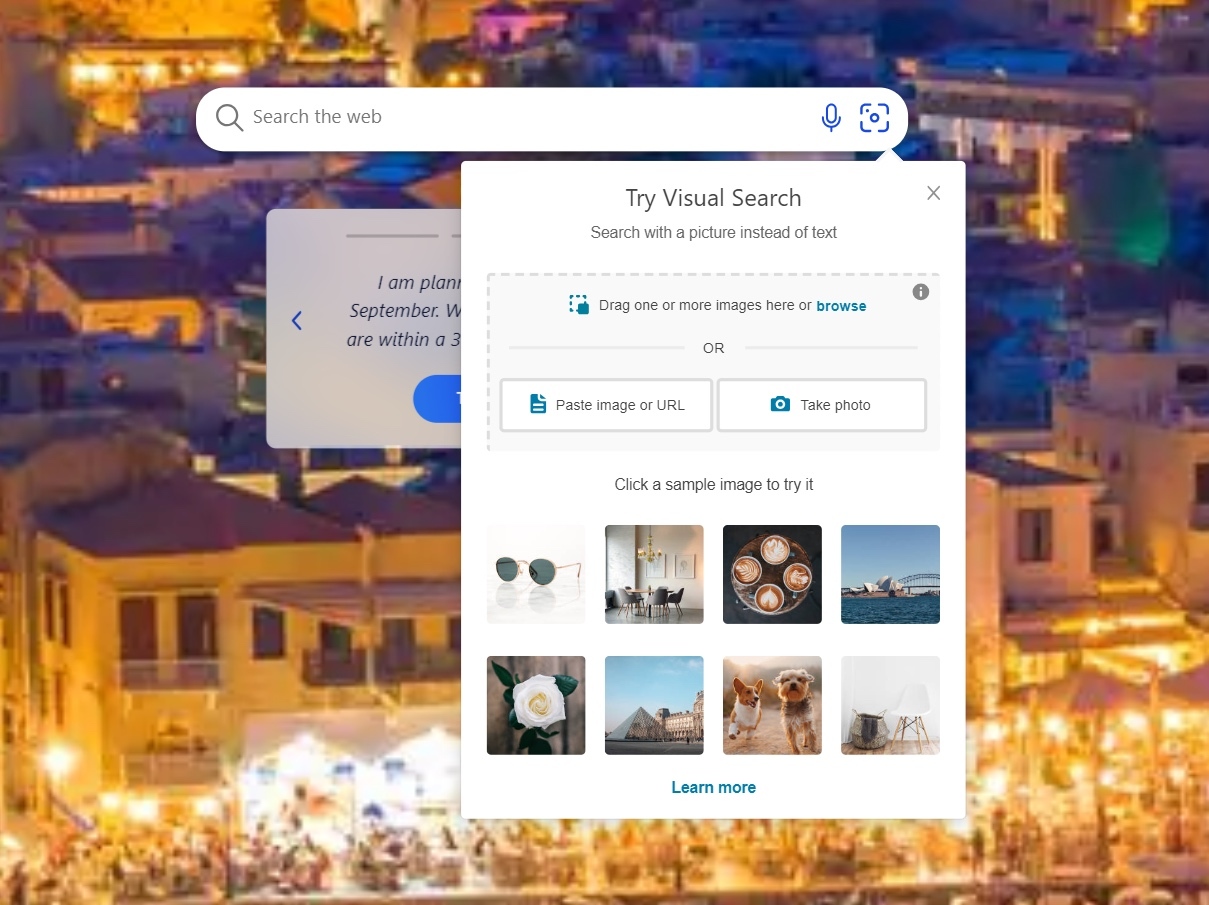 Search the web
Try Visual Search
Search with a picture instead of text
I am plann
September. W
are within a 3
Drag one or more images here or browse
OR
Paste image or URL
Take photo
Click a sample image to try it
Learn more